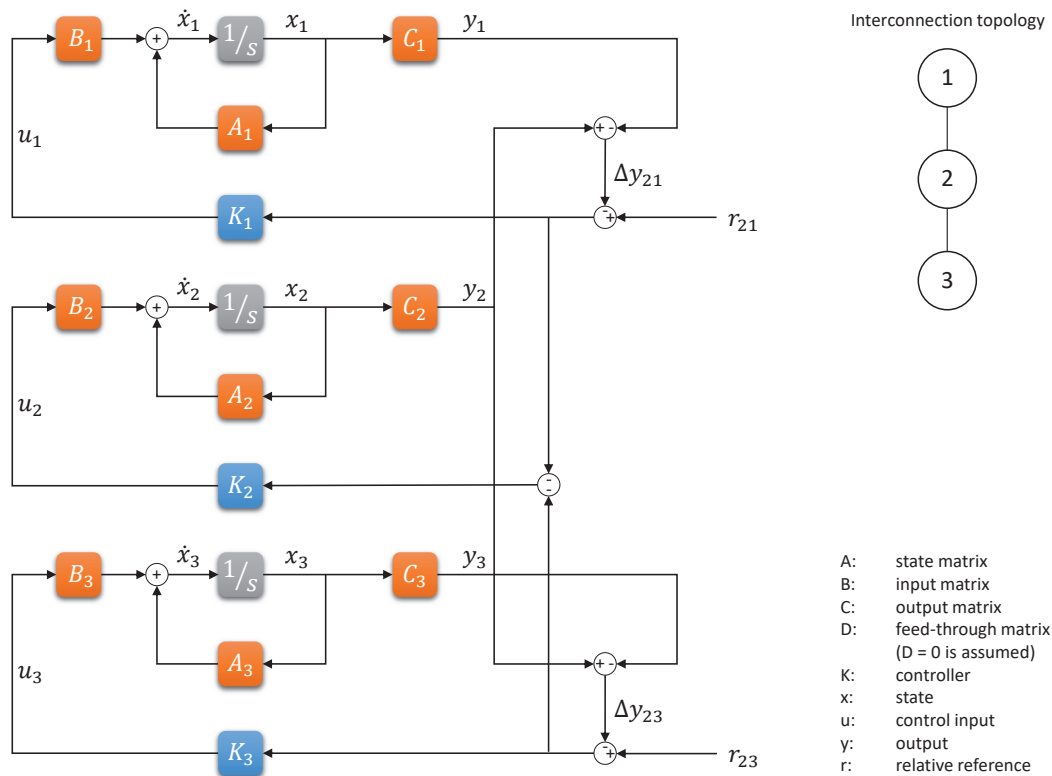 Interconnection topology
B₁
+
ẋ₁
1/s
x₁
C₁
y₁
1
A₁
u₁
+ -
Δy₂₁
2
K₁
- +
r₂₁
3
B₂
+
ẋ₂
1/s
x₂
C₂
y₂
A₂
u₂
K₂
-
-
B₃
+
ẋ₃
1/s
x₃
C₃
y₃
A₃
u₃
+ -
Δy₂₃
K₃
- +
r₂₃
A: state matrix
B: input matrix
C: output matrix
D: feed-through matrix
(D = 0 is assumed)
K: controller
x: state
u: control input
y: output
r: relative reference